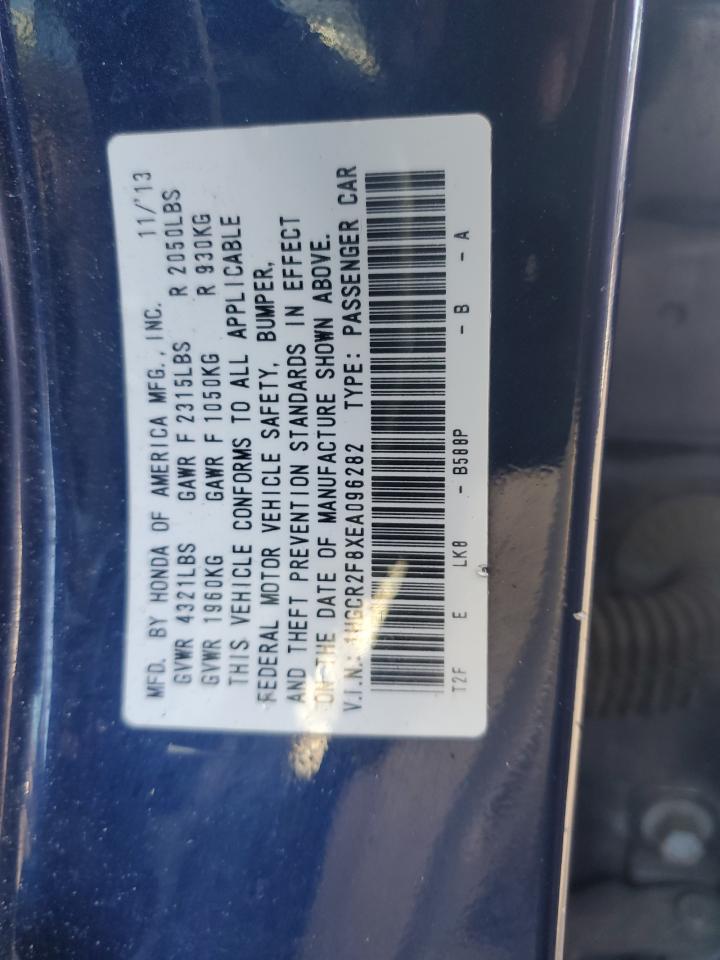 MFD. BY HONDA OF AMERICA MFG., INC. 11/'13
GVWR 4321LBS GAWR F 2315LBS R 2050LBS
GVWR 1960KG GAWR F 1050KG R 930KG
THIS VEHICLE CONFORMS TO ALL APPLICABLE
FEDERAL MOTOR VEHICLE SAFETY, BUMPER,
AND THEFT PREVENTION STANDARDS IN EFFECT
ON THE DATE OF MANUFACTURE SHOWN ABOVE.
V.I.N.: 1HGCR2F8XEA096282 TYPE: PASSENGER CAR
T2F E LK0 - B588P - B - A